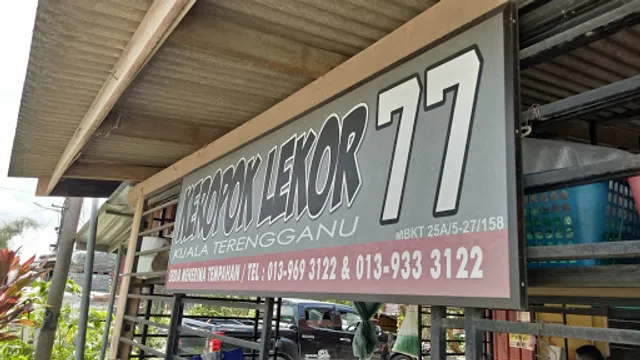 KEROPOK LEKOR 77
KUALA TERENGGANU
MBKT 25A/5-27/158
SEDIA MENERIMA TEMPAHAN / TEL : 013-969 3122 & 013-933 3122